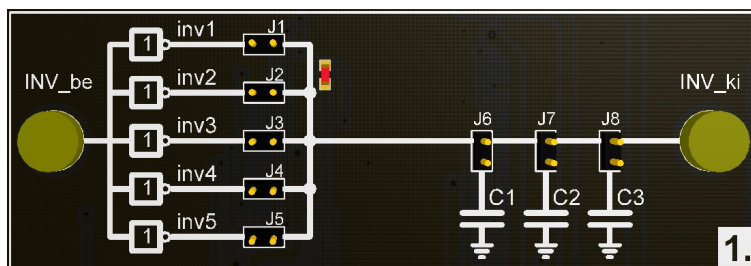 inv1 J1
INV_be 1 INV_ki
inv2 J2
1
inv3 J3 J6 J7 J8
1
inv4 J4
1 C1 C2 C3
inv5 J5
1
1
1.